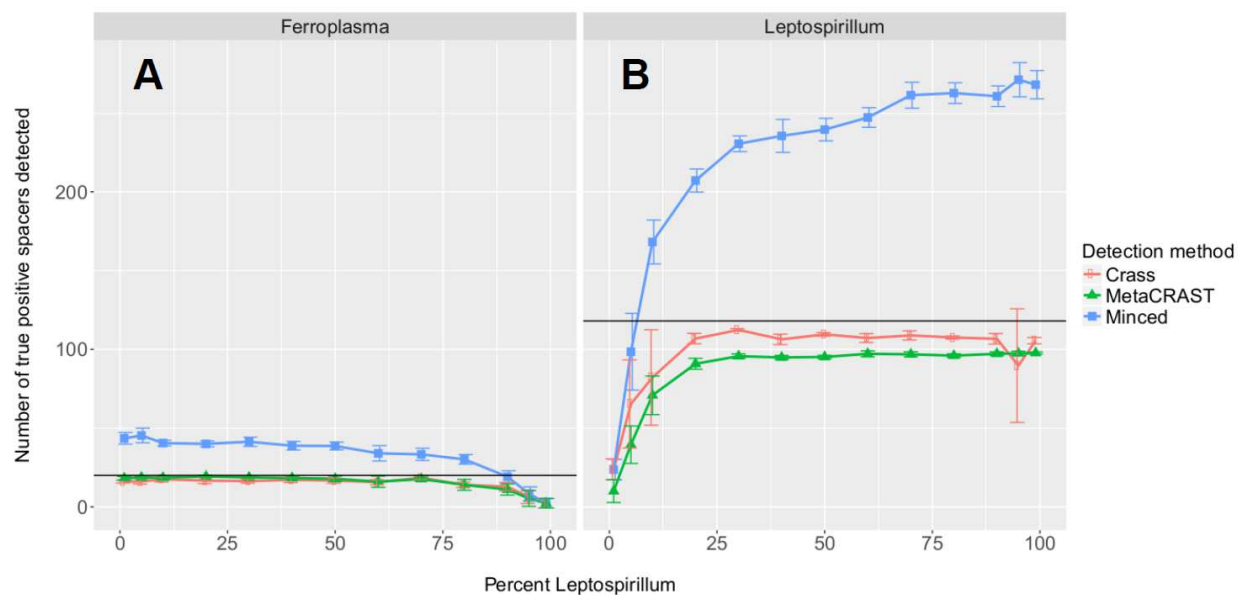 Ferroplasma
Leptospirillum
A
B
Number of true positive spacers detected
200
100
0
0
25
50
75
100
0
25
50
75
100
Percent Leptospirillum
Detection method
Crass
MetaCRAST
Minced